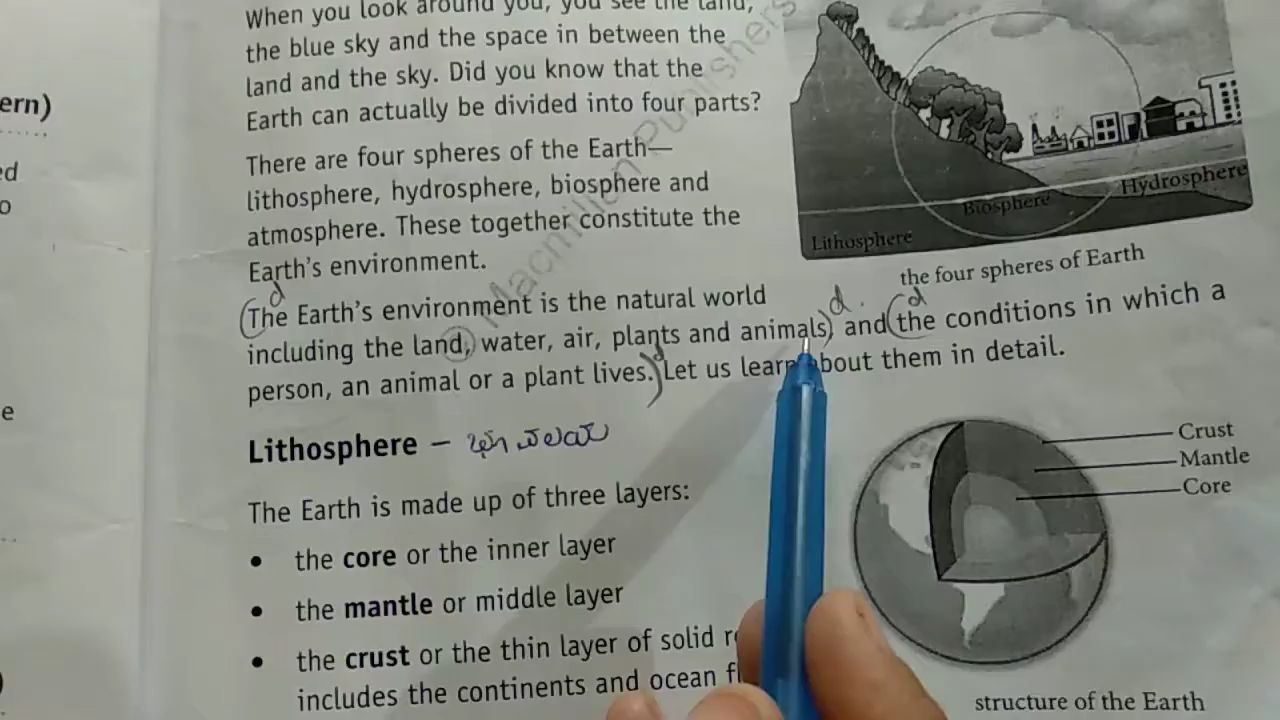 When you look around you, you see the land,
the blue sky and the space in between the
land and the sky. Did you know that the
Earth can actually be divided into four parts?
There are four spheres of the Earth—
lithosphere, hydrosphere, biosphere and
atmosphere. These together constitute the
Earth's environment.
The Earth's environment is the natural world
including the land, water, air, plants and animals) and (the conditions in which a
person, an animal or a plant lives.) Let us learn about them in detail.
Lithosphere –
The Earth is made up of three layers:
• the core or the inner layer
• the mantle or middle layer
• the crust or the thin layer of solid
includes the continents and ocean
Lithosphere
Biosphere
Hydrosphere
the four spheres of Earth
Crust
Mantle
Core
structure of the Earth
ern)
© Macmillan Publishers